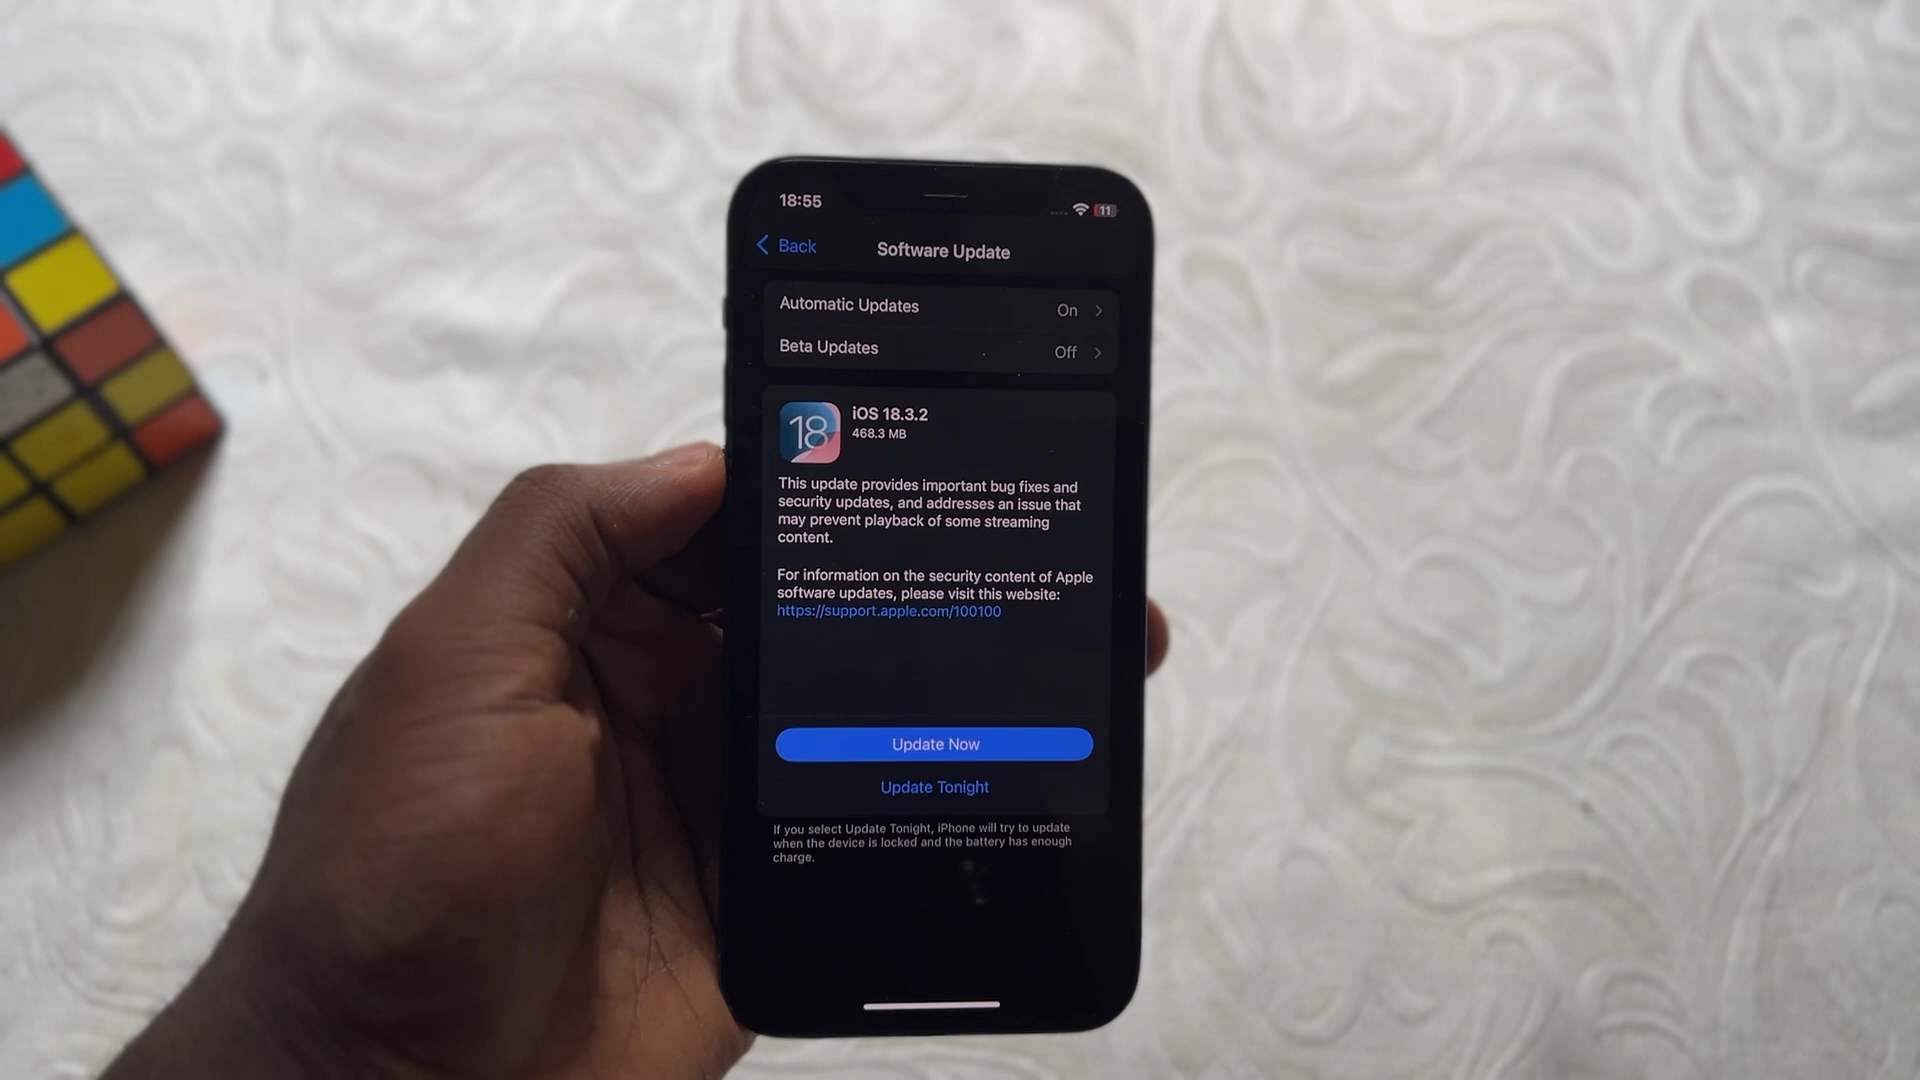 18:55
11
Back
Software Update
Automatic Updates On
Beta Updates Off
18
iOS 18.3.2
468.3 MB
This update provides important bug fixes and
security updates, and addresses an issue that
may prevent playback of some streaming
content.
For information on the security content of Apple
software updates, please visit this website:
https://support.apple.com/100100
Update Now
Update Tonight
If you select Update Tonight, iPhone will try to update
when the device is locked and the battery has enough
charge.